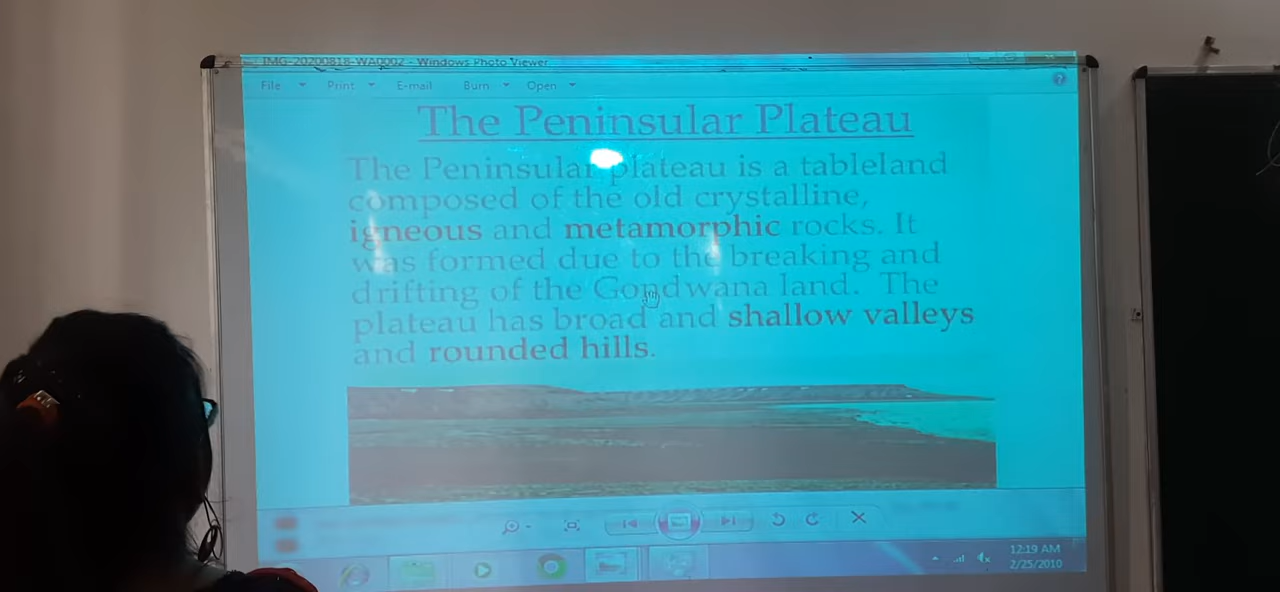 IMG-20200818-WA0002 - Windows Photo Viewer
File Print E-mail Burn Open
The Peninsular Plateau
The Peninsular plateau is a tableland
composed of the old crystalline,
igneous and metamorphic rocks. It
was formed due to the breaking and
drifting of the Gondwana land. The
plateau has broad and shallow valleys
and rounded hills.
12:19 AM
2/25/2010